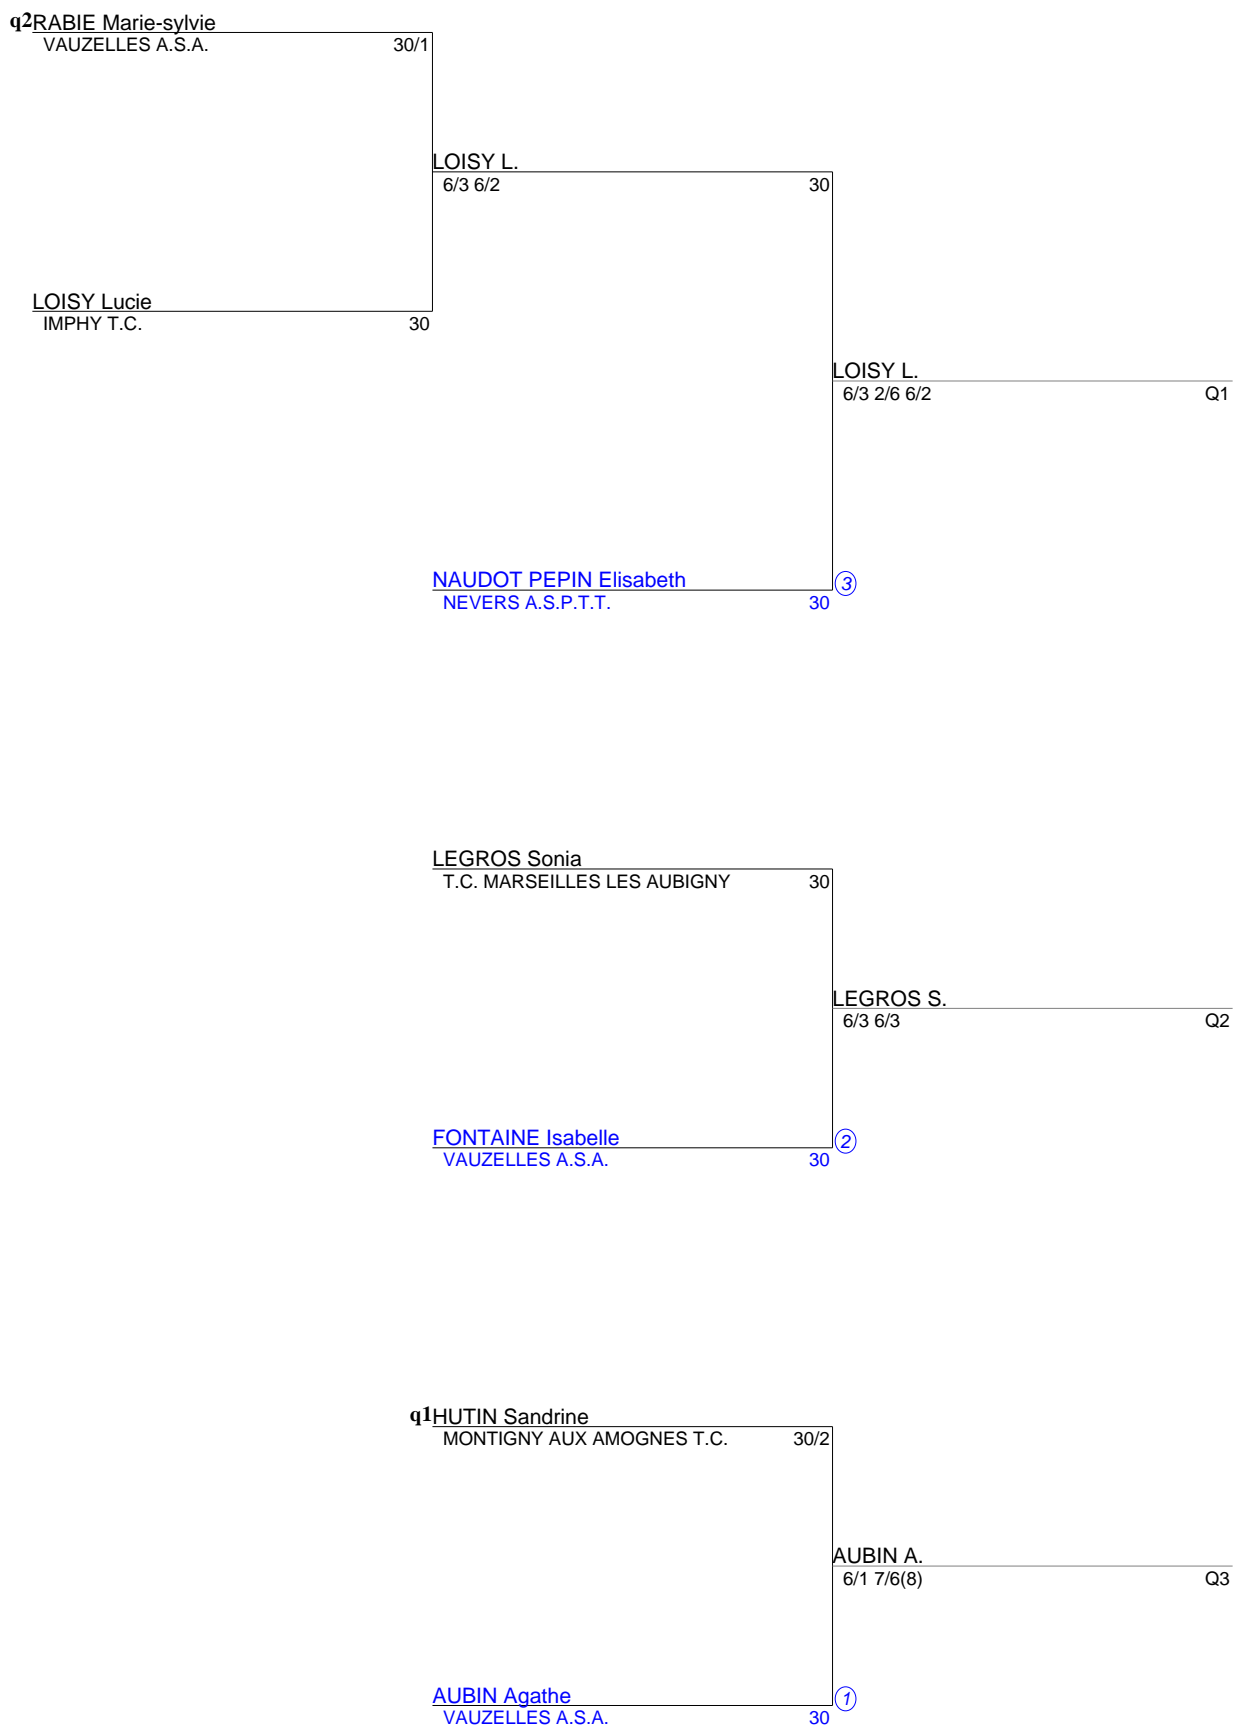 q2RABIE Marie-sylvie
VAUZELLES A.S.A. 30/1
LOISY L.
6/3 6/2 30
LOISY Lucie
IMPHY T.C. 30
LOISY L.
6/3 2/6 6/2 Q1
NAUDOT PEPIN Elisabeth 3
NEVERS A.S.P.T.T. 30
LEGROS Sonia
T.C. MARSEILLES LES AUBIGNY 30
LEGROS S.
6/3 6/3 Q2
FONTAINE Isabelle 2
VAUZELLES A.S.A. 30
q1HUTIN Sandrine
MONTIGNY AUX AMOGNES T.C. 30/2
AUBIN A.
6/1 7/6(8) Q3
AUBIN Agathe 1
VAUZELLES A.S.A. 30